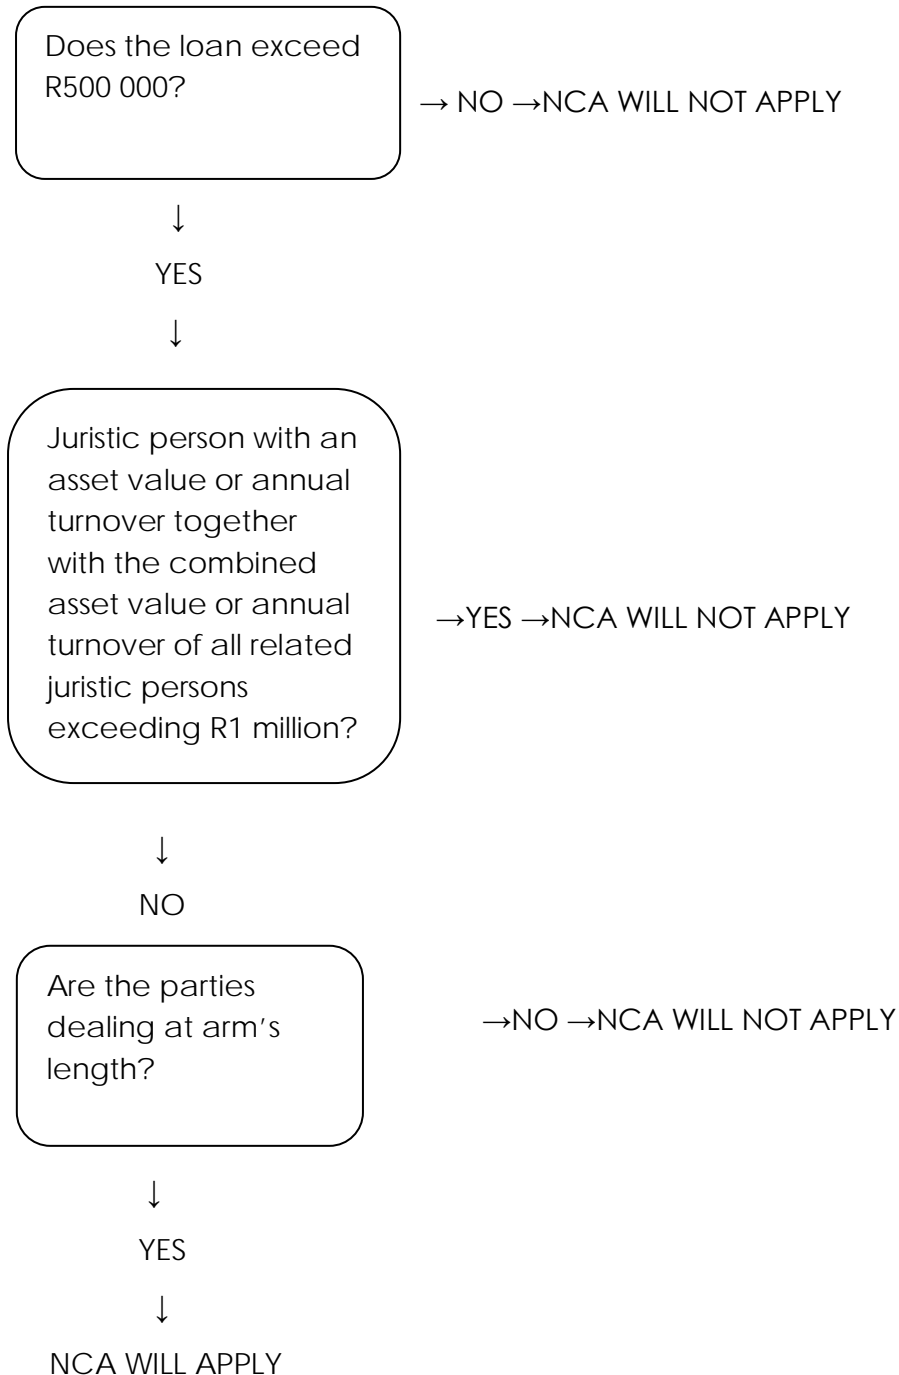 Does the loan exceed
R500 000?
→ NO →NCA WILL NOT APPLY
↓
YES
↓
Juristic person with an
asset value or annual
turnover together
with the combined
asset value or annual
turnover of all related
juristic persons
exceeding R1 million?
→YES →NCA WILL NOT APPLY
↓
NO
Are the parties
dealing at arm's
length?
→NO →NCA WILL NOT APPLY
↓
YES
↓
NCA WILL APPLY